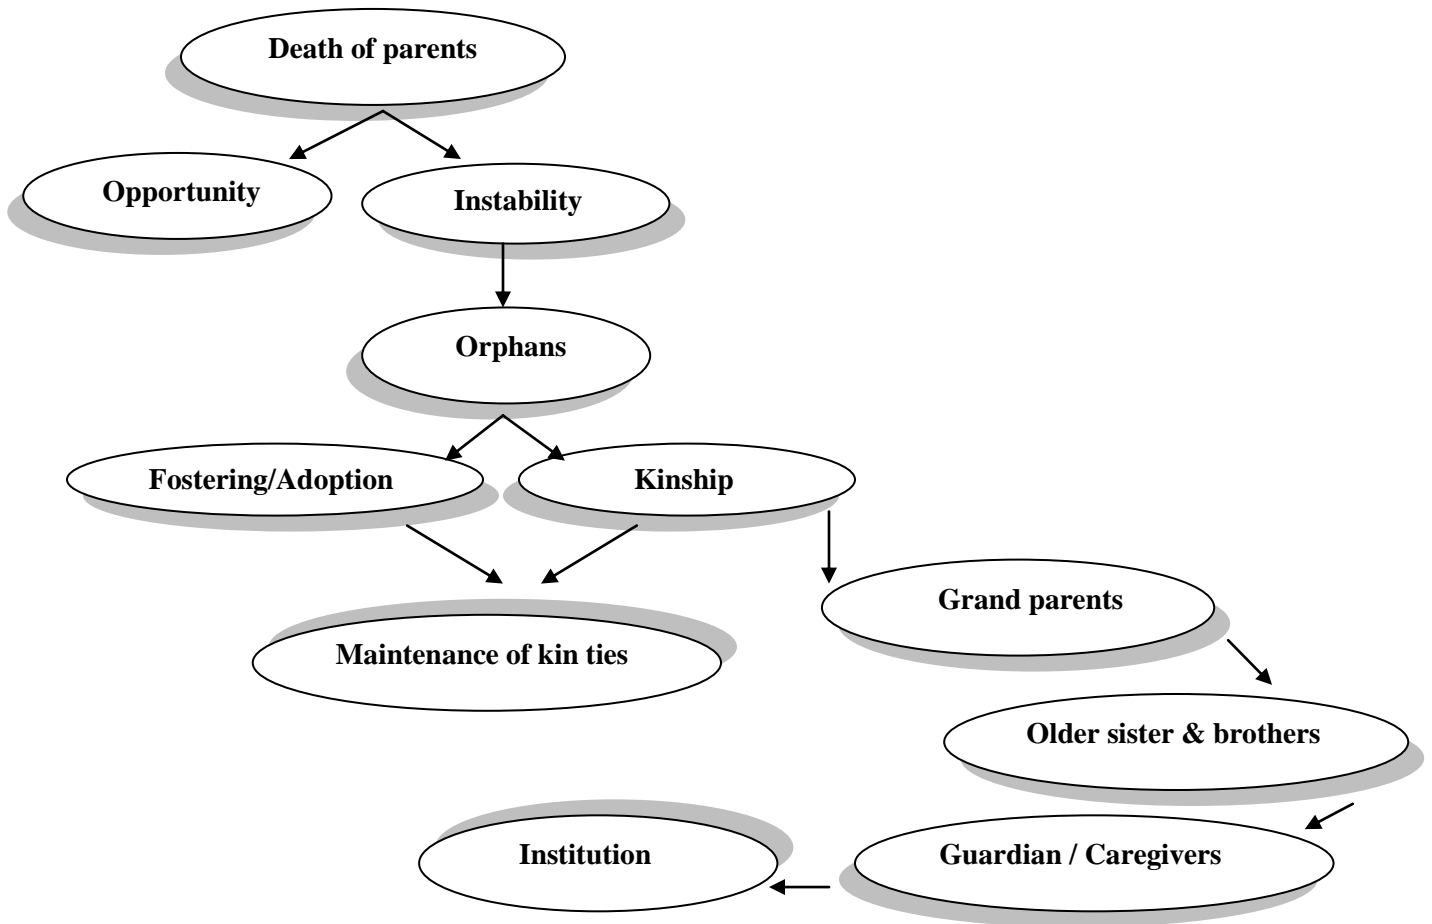 Death of parents
Opportunity
Instability
Orphans
Fostering/Adoption
Kinship
Grand parents
Maintenance of kin ties
Older sister & brothers
Institution
Guardian / Caregivers